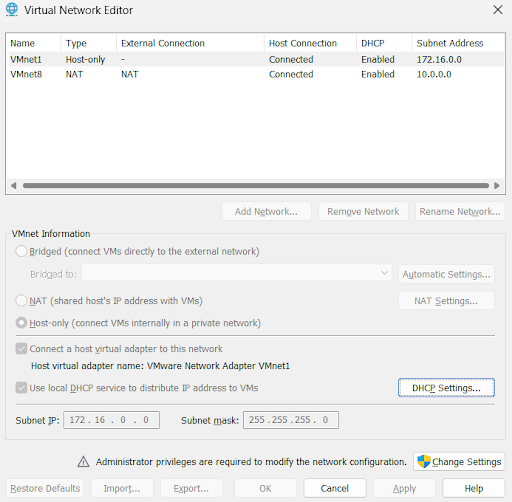 Virtual Network Editor
Name Type External Connection Host Connection DHCP Subnet Address
VMnet1 Host-only - Connected Enabled 172.16.0.0
VMnet8 NAT NAT Connected Enabled 10.0.0.0
Add Network... Remove Network Rename Network...
VMnet Information
Bridged (connect VMs directly to the external network)
Bridged to: Automatic Settings...
NAT (shared host's IP address with VMs) NAT Settings...
Host-only (connect VMs internally in a private network)
Connect a host virtual adapter to this network
Host virtual adapter name: VMware Network Adapter VMnet1
Use local DHCP service to distribute IP address to VMs DHCP Settings...
Subnet IP: 172 . 16 . 0 . 0 Subnet mask: 255 . 255 . 255 . 0
Administrator privileges are required to modify the network configuration. Change Settings
Restore Defaults Import... Export... OK Cancel Apply Help